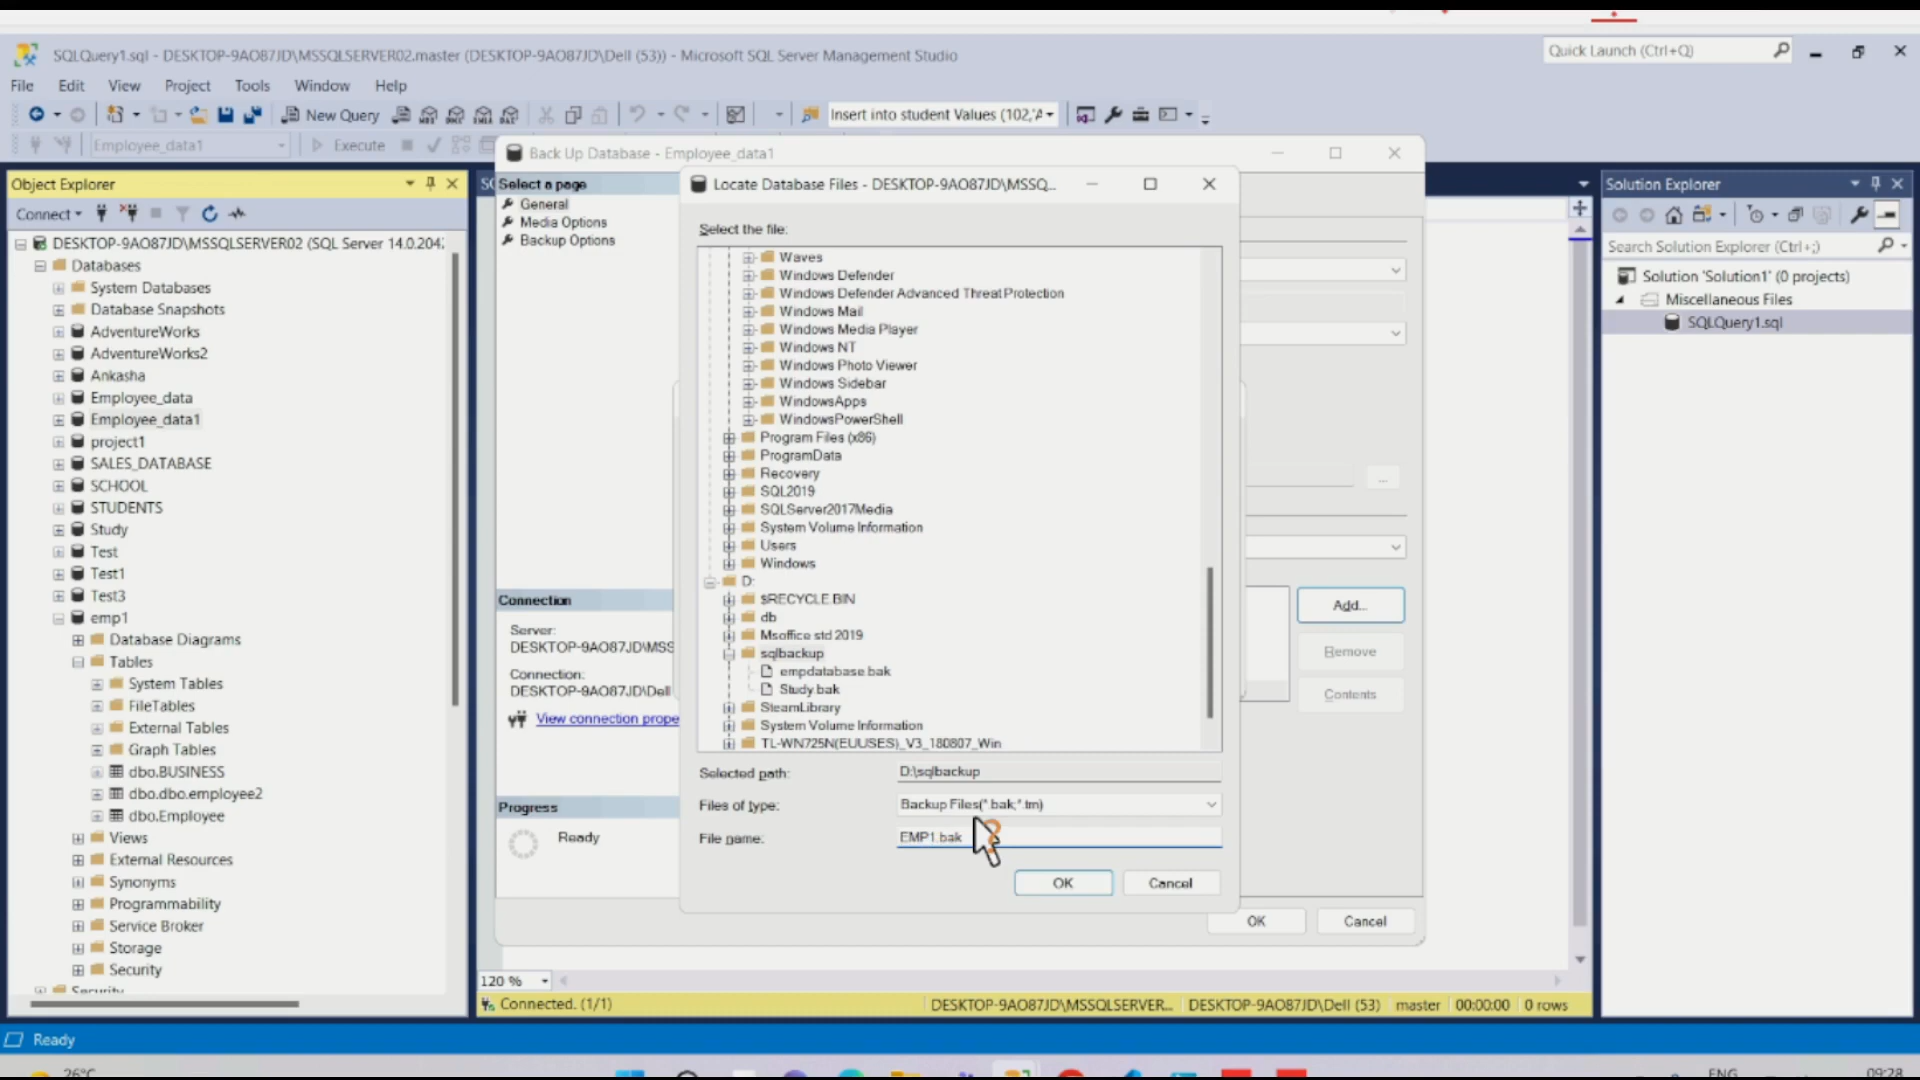 SQLQuery1.sql - DESKTOP-9AO87JD\MSSQLSERVER02.master (DESKTOP-9AO87JD\Dell (53)) - Microsoft SQL Server Management Studio
Quick Launch (Ctrl+Q)
File Edit View Project Tools Window Help
New Query
Insert into student Values (102,'A
Employee_data1
Execute
Object Explorer
Connect
DESKTOP-9AO87JD\MSSQLSERVER02 (SQL Server 14.0.204
Databases
System Databases
Database Snapshots
AdventureWorks
AdventureWorks2
Ankasha
Employee_data
Employee_data1
project1
SALES_DATABASE
SCHOOL
STUDENTS
Study
Test
Test1
Test3
emp1
Database Diagrams
Tables
System Tables
FileTables
External Tables
Graph Tables
dbo.BUSINESS
dbo.dbo.employee2
dbo.Employee
Views
External Resources
Synonyms
Programmability
Service Broker
Storage
Security
Security
Back Up Database - Employee_data1
Select a page
General
Media Options
Backup Options
Connection
Server:
DESKTOP-9AO87JD\MSS
Connection:
DESKTOP-9AO87JD\Dell
View connection prope
Progress
Ready
Locate Database Files - DESKTOP-9AO87JD\MSSQ...
Select the file:
Waves
Windows Defender
Windows Defender Advanced Threat Protection
Windows Mail
Windows Media Player
Windows NT
Windows Photo Viewer
Windows Sidebar
WindowsApps
WindowsPowerShell
Program Files (x86)
ProgramData
Recovery
SQL2019
SQLServer2017Media
System Volume Information
Users
Windows
D:
$RECYCLE.BIN
db
Msoffice std 2019
sqlbackup
empdatabase.bak
Study.bak
SteamLibrary
System Volume Information
TL-WN725N(EUUSES)_V3_180807_Win
Selected path: D:\sqlbackup
Files of type: Backup Files(*.bak;*.trn)
File name: EMP1.bak
OK Cancel
...
Add...
Remove
Contents
OK Cancel
120 %
Connected. (1/1)
DESKTOP-9AO87JD\MSSQLSERVER... DESKTOP-9AO87JD\Dell (53) master 00:00:00 0 rows
Solution Explorer
Search Solution Explorer (Ctrl+;)
Solution 'Solution1' (0 projects)
Miscellaneous Files
SQLQuery1.sql
Ready
26°C
ENG
09:28